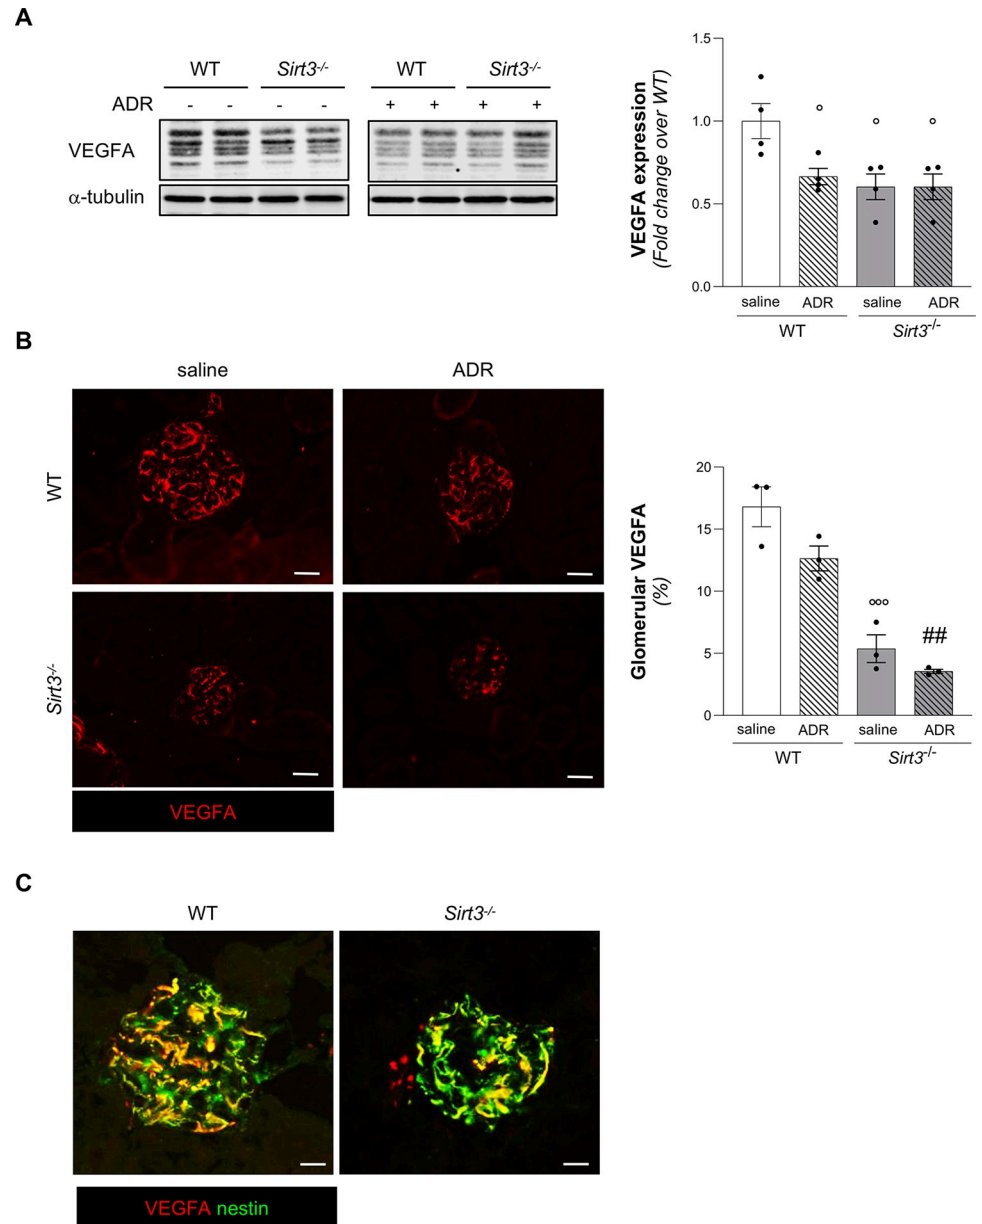 A
WT Sirt3-/- WT Sirt3-/-
ADR - - - - + + + +
VEGFA
α-tubulin
VEGFA expression
(Fold change over WT)
1.5
1.0
0.5
0.0
saline ADR saline ADR
WT Sirt3-/-
B
saline ADR
WT
Sirt3-/-
VEGFA
Glomerular VEGFA
(%)
20
15
10
5
0
°°°
##
saline ADR saline ADR
WT Sirt3-/-
C
WT Sirt3-/-
VEGFA nestin